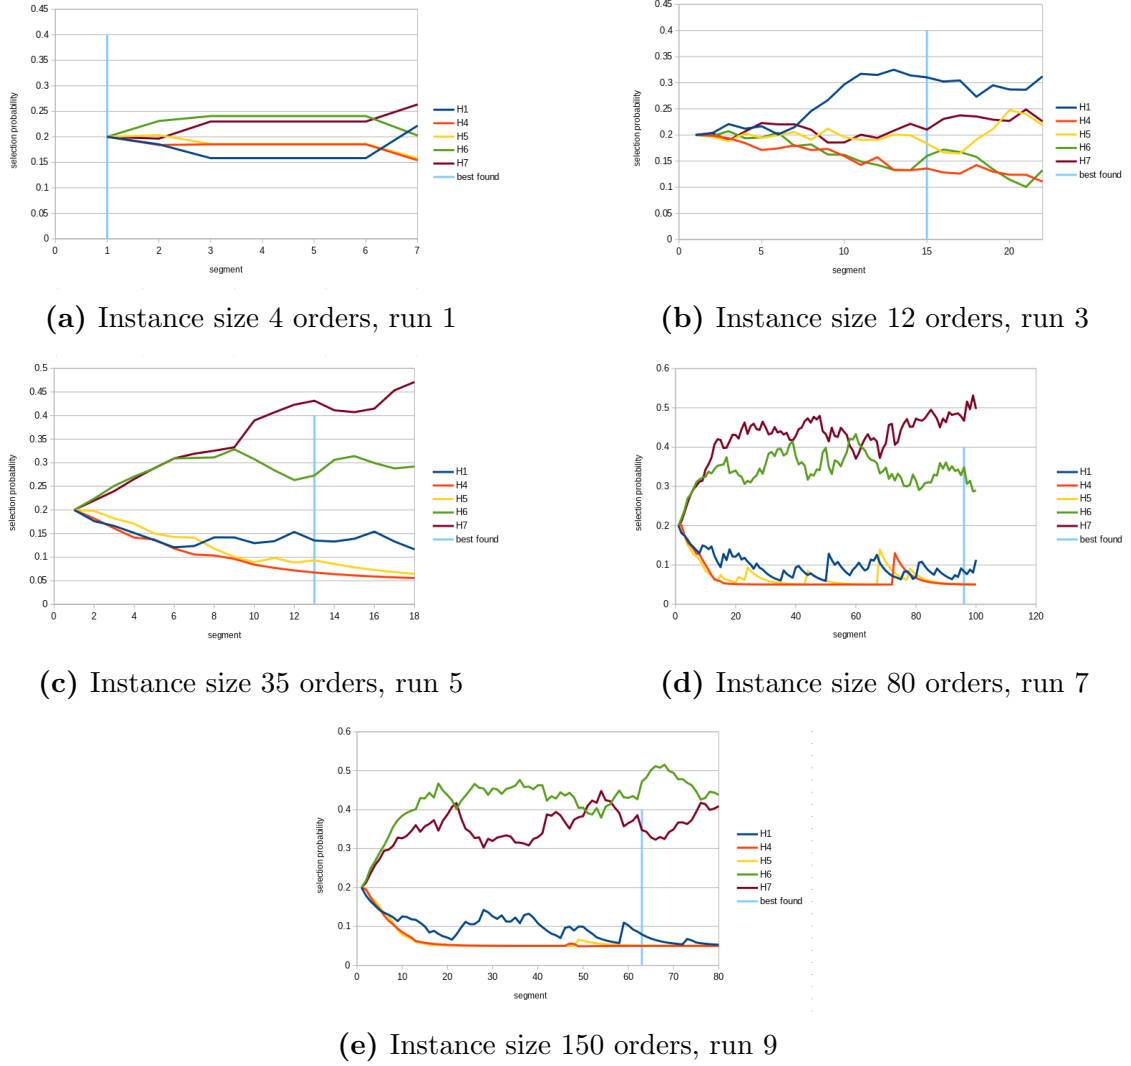 0.45
0.4
0.35
0.3
0.25
0.2
0.15
0.1
0.05
0
selection probability
0 1 2 3 4 5 6 7
segment
H1
H4
H5
H6
H7
best found
(a) Instance size 4 orders, run 1
0.45
0.4
0.35
0.3
0.25
0.2
0.15
0.1
0.05
0
selection probability
0 5 10 15 20
segment
H1
H4
H5
H6
H7
best found
(b) Instance size 12 orders, run 3
0.5
0.45
0.4
0.35
0.3
0.25
0.2
0.15
0.1
0.05
0
selection probability
0 2 4 6 8 10 12 14 16 18
segment
H1
H4
H5
H6
H7
best found
(c) Instance size 35 orders, run 5
0.6
0.5
0.4
0.3
0.2
0.1
0
selection probability
0 20 40 60 80 100 120
segment
H1
H4
H5
H6
H7
best found
(d) Instance size 80 orders, run 7
0.6
0.5
0.4
0.3
0.2
0.1
0
selection probability
0 10 20 30 40 50 60 70 80
segment
H1
H4
H5
H6
H7
best found
(e) Instance size 150 orders, run 9